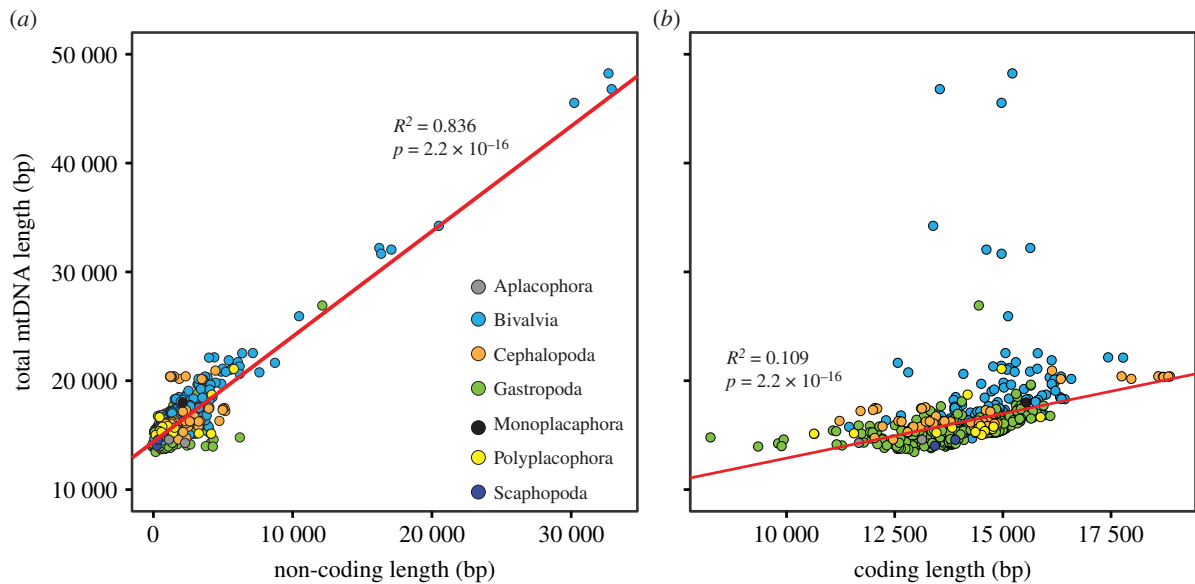 (a)
50 000
40 000
30 000
20 000
10 000
total mtDNA length (bp)
R² = 0.836
p = 2.2 × 10⁻¹⁶
Aplacophora
Bivalvia
Cephalopoda
Gastropoda
Monoplacaphora
Polyplacophora
Scaphopoda
0
10 000
20 000
30 000
non-coding length (bp)
(b)
R² = 0.109
p = 2.2 × 10⁻¹⁶
10 000
12 500
15 000
17 500
coding length (bp)